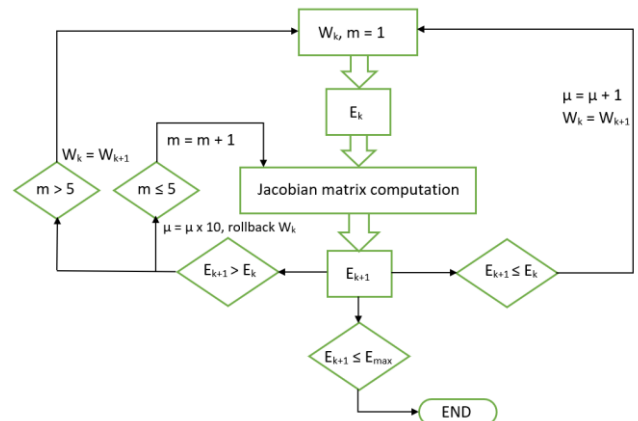 Wk, m = 1
μ = μ + 1
Wk = Wk+1
Ek
m = m + 1
Wk = Wk+1
m > 5
m ≤ 5
Jacobian matrix computation
μ = μ x 10, rollback Wk
Ek+1 > Ek
Ek+1
Ek+1 ≤ Ek
Ek+1 ≤ Emax
END